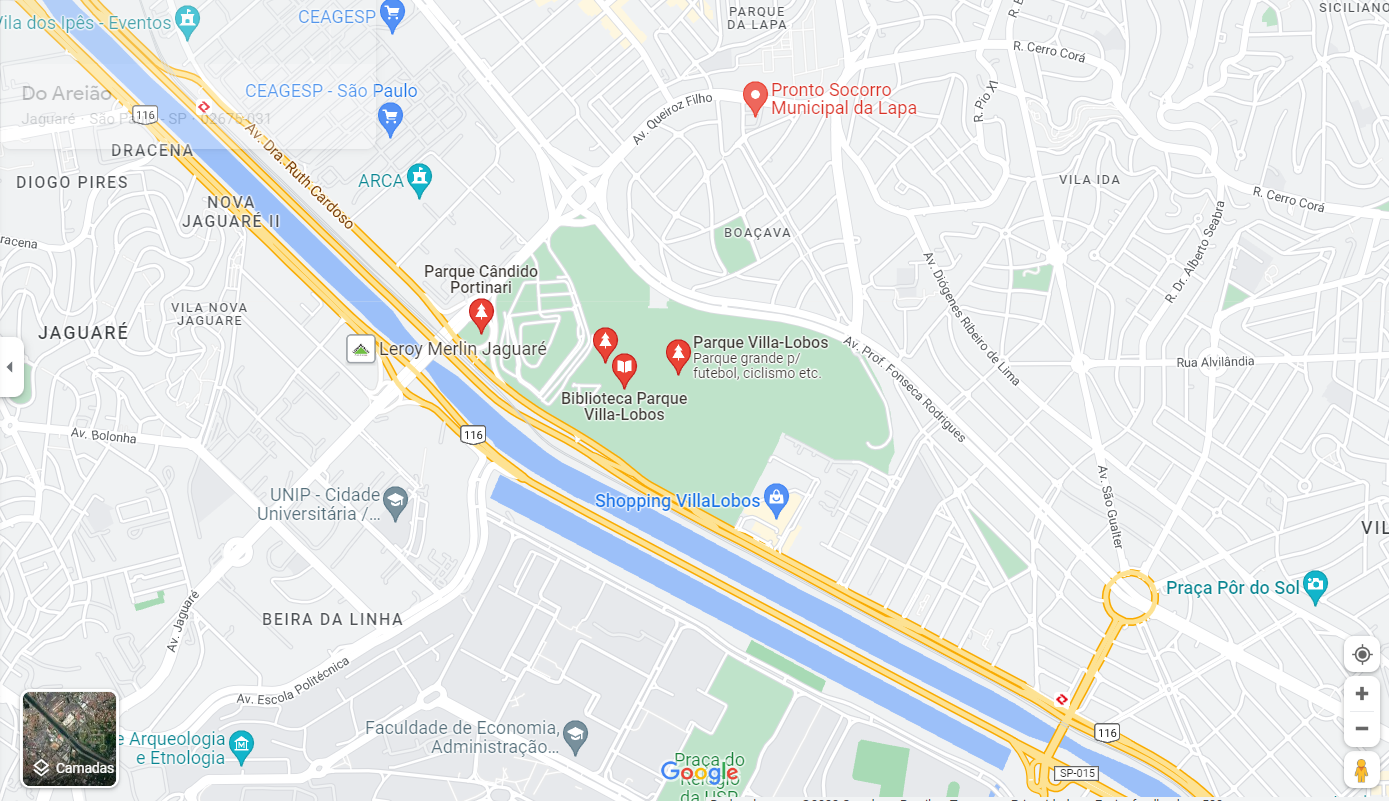 Vila dos Ipês - Eventos
CEAGESP
PARQUE
DA LAPA
SICILIANO
R. Cerro Corá
Do Areião
Jaguaré - São Paulo - SP - 02675-031
116
CEAGESP - São Paulo
Av. Queiroz Filho
Pronto Socorro
Municipal da Lapa
R. Pio XI
DRACENA
Av. Dra. Ruth Cardoso
DIOGO PIRES
ARCA
VILA IDA
R. Cerro Corá
NOVA
JAGUARÉ II
BOAÇAVA
R. Dr. Alberto Seabra
Av. Diógenes Ribeiro de Lima
Parque Cândido
Portinari
VILA NOVA
JAGUARE
JAGUARÉ
Leroy Merlin Jaguaré
Parque Villa-Lobos
Parque grande p/
futebol, ciclismo etc.
Av. Prof. Fonseca Rodrigues
Rua Alvilândia
Biblioteca Parque
Villa-Lobos
Av. Bolonha
116
UNIP - Cidade
Universitária /...
Shopping VillaLobos
Av. São Gualter
Praça Pôr do Sol
BEIRA DA LINHA
Av. Jaguaré
Av. Escola Politécnica
Faculdade de Economia,
Administração...
e Arqueologia
e Etnologia
Camadas
Praça do
Google
da USP
116
SP-015